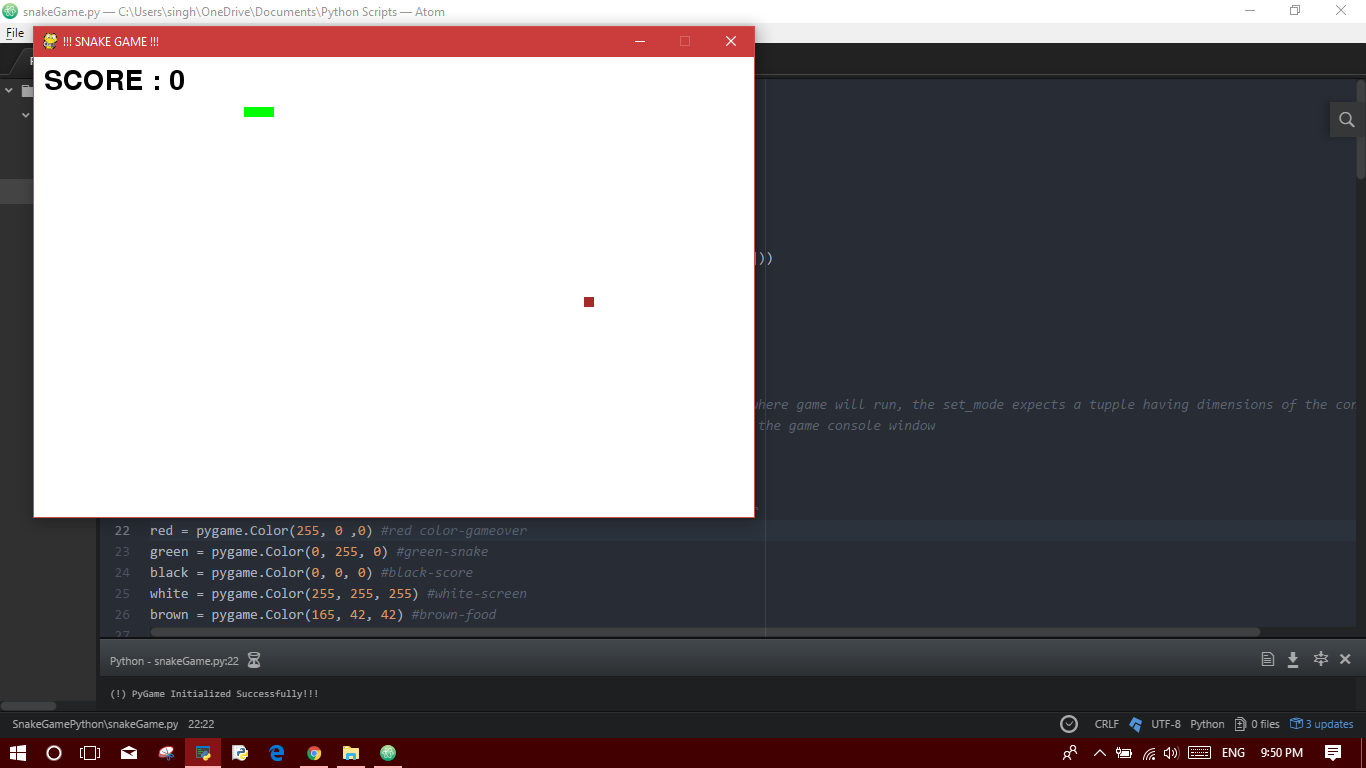 snakeGame.py — C:\Users\singh\OneDrive\Documents\Python Scripts — Atom
File
!!! SNAKE GAME !!!
SCORE : 0
))
where game will run, the set_mode expects a tupple having dimensions of the con
the game console window
22 red = pygame.Color(255, 0 ,0) #red color-gameover
23 green = pygame.Color(0, 255, 0) #green-snake
24 black = pygame.Color(0, 0, 0) #black-score
25 white = pygame.Color(255, 255, 255) #white-screen
26 brown = pygame.Color(165, 42, 42) #brown-food
27
Python - snakeGame.py:22
(!) PyGame Initialized Successfully!!!
SnakeGamePython\snakeGame.py 22:22 CRLF UTF-8 Python 0 files 3 updates
ENG 9:50 PM